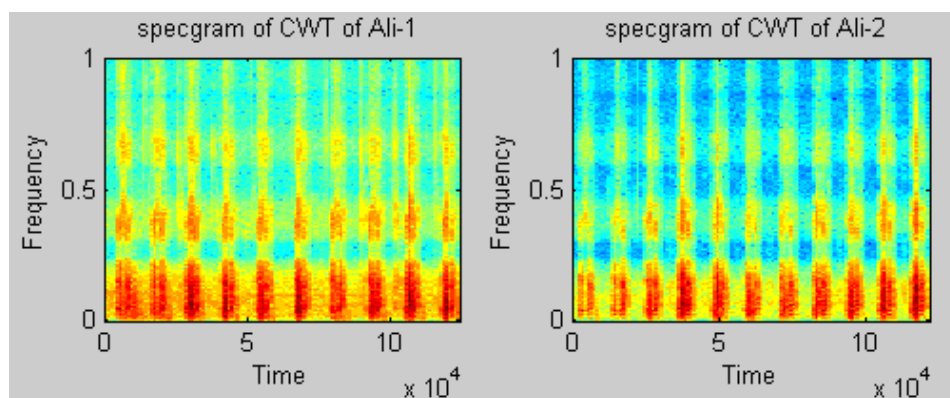 specgram of CWT of Ali-1
Frequency
1
0.5
0
0
5
10
Time
x 10^4
specgram of CWT of Ali-2
Frequency
1
0.5
0
0
5
10
Time
x 10^4